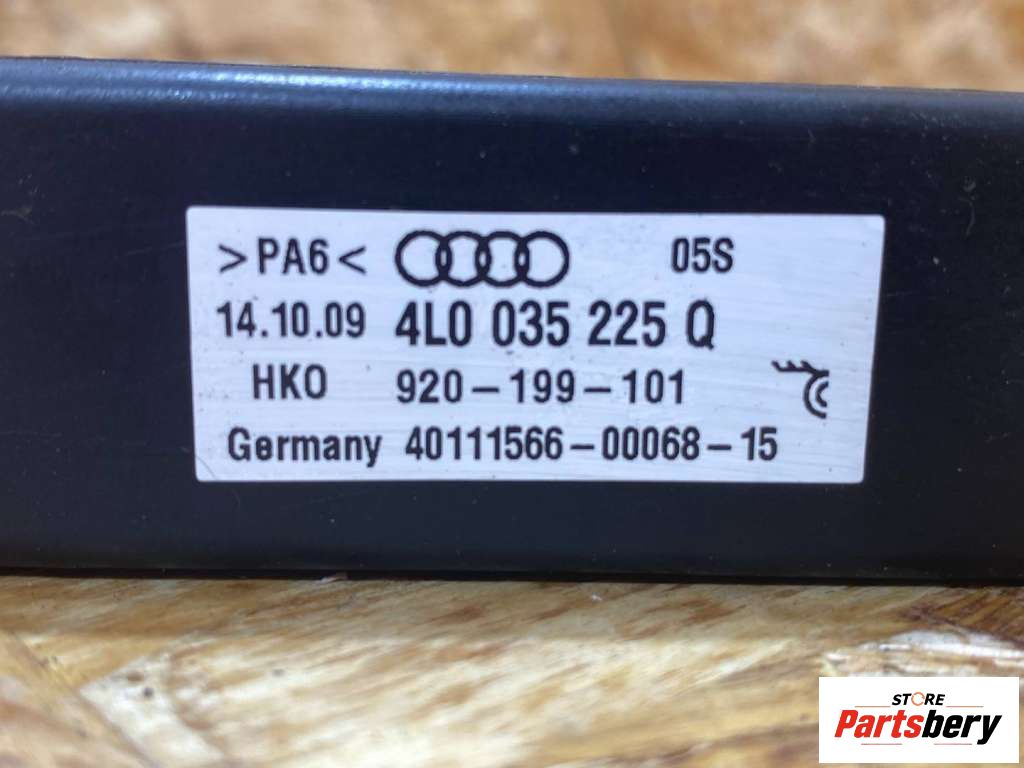 >PA6< 05S
14.10.09 4L0 035 225 Q
HKO 920-199-101
Germany 40111566-00068-15
STORE
Partsbery